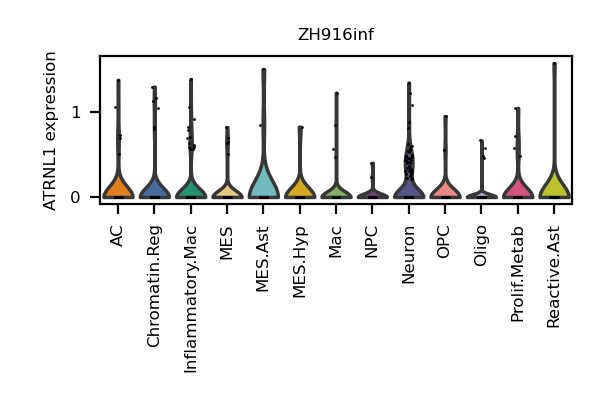 ZH916inf
ATRNL1 expression
1
0
AC
Chromatin.Reg
Inflammatory.Mac
MES
MES.Ast
MES.Hyp
Mac
NPC
Neuron
OPC
Oligo
Prolif.Metab
Reactive.Ast